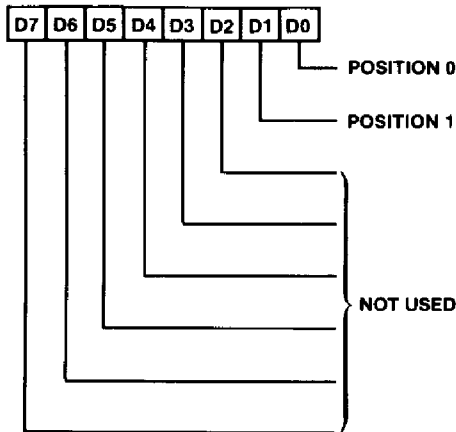 D7 D6 D5 D4 D3 D2 D1 D0
POSITION 0
POSITION 1
NOT USED